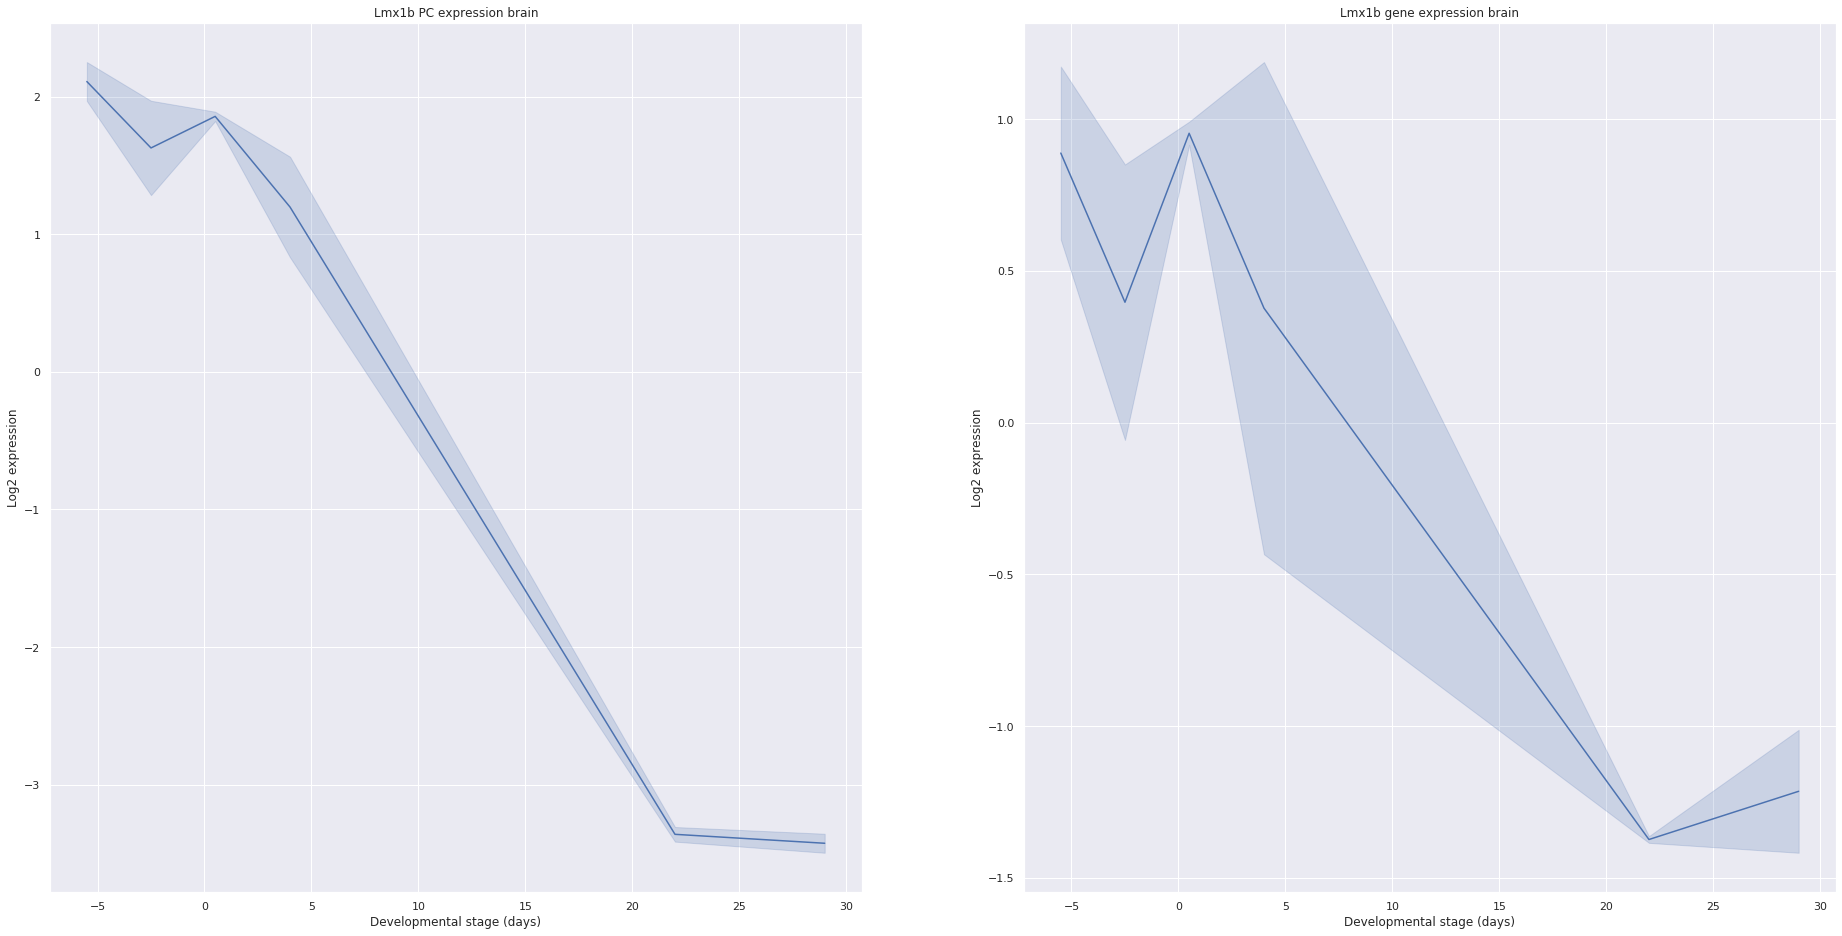 Lmx1b PC expression brain
Log2 expression
2
1
0
−1
−2
−3
−5 0 5 10 15 20 25 30
Developmental stage (days)
Lmx1b gene expression brain
Log2 expression
1.0
0.5
0.0
−0.5
−1.0
−1.5
−5 0 5 10 15 20 25 30
Developmental stage (days)